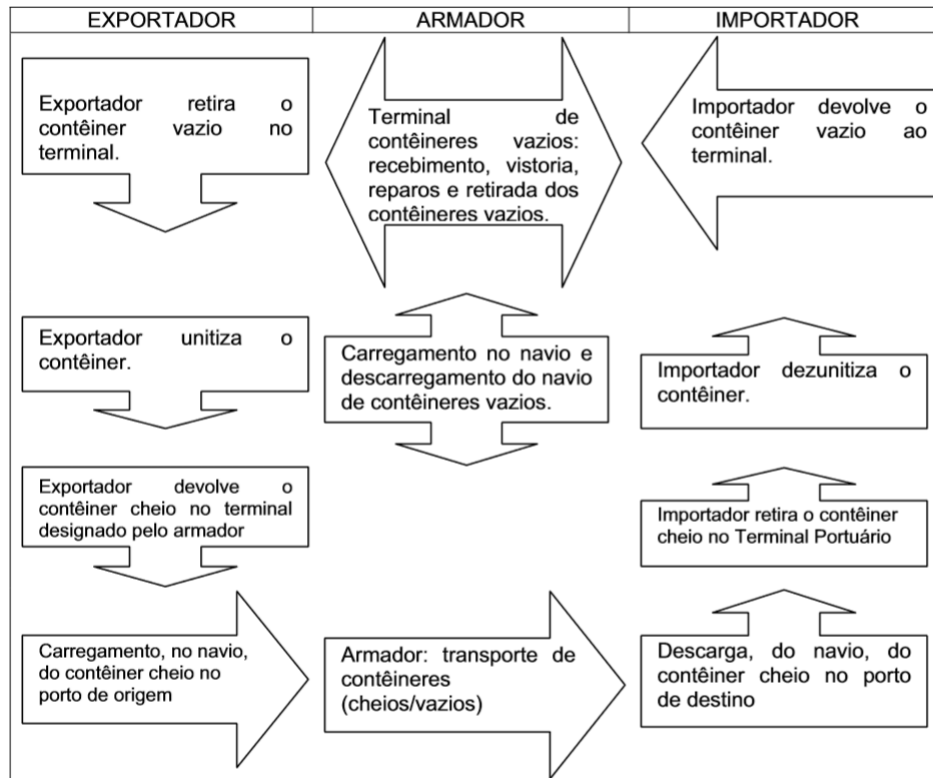 EXPORTADOR
ARMADOR
IMPORTADOR
Exportador retira o
contêiner vazio no
terminal.
Terminal de
contêineres vazios:
recebimento, vistoria,
reparos e retirada dos
contêineres vazios.
Importador devolve o
contêiner vazio ao
terminal.
Exportador unitiza o
contêiner.
Carregamento no navio e
descarregamento do navio
de contêineres vazios.
Importador dezunitiza o
contêiner.
Exportador devolve o
contêiner cheio no terminal
designado pelo armador
Importador retira o contêiner
cheio no Terminal Portuário
Carregamento, no navio,
do contêiner cheio no
porto de origem
Armador: transporte de
contêineres
(cheios/vazios)
Descarga, do navio, do
contêiner cheio no porto
de destino